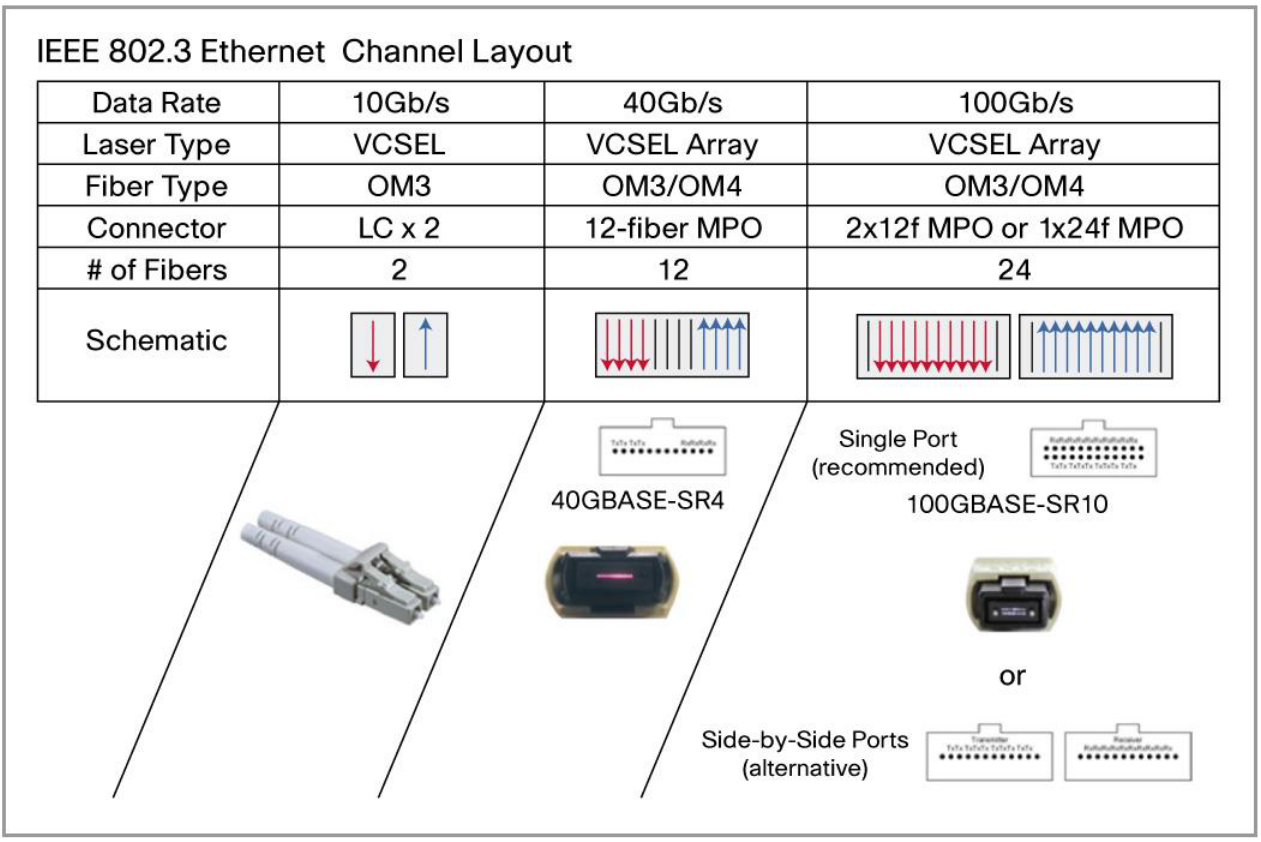 IEEE 802.3 Ethernet Channel Layout
Data Rate 10Gb/s 40Gb/s 100Gb/s
Laser Type VCSEL VCSEL Array VCSEL Array
Fiber Type OM3 OM3/OM4 OM3/OM4
Connector LC x 2 12-fiber MPO 2x12f MPO or 1x24f MPO
# of Fibers 2 12 24
Schematic
TxTx TxTx RxRxRxRx
40GBASE-SR4
Single Port
(recommended)
RxRxRxRxRxRxRxRxRxRx
TxTx TxTxTx TxTxTx TxTx
100GBASE-SR10
or
Side-by-Side Ports
(alternative)
Transmitter
TxTx TxTxTx TxTxTx TxTx
Receiver
RxRxRxRxRxRxRxRxRxRx